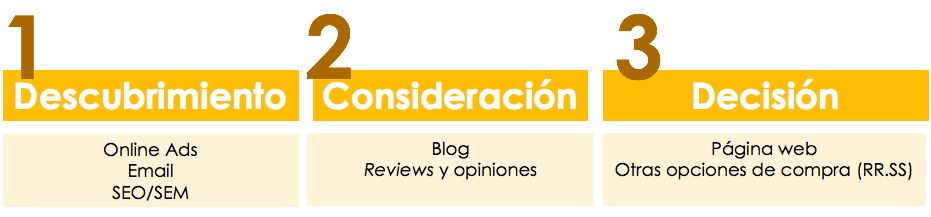 1
Descubrimiento
Online Ads
Email
SEO/SEM
2
Consideración
Blog
Reviews y opiniones
3
Decisión
Página web
Otras opciones de compra (RR.SS)